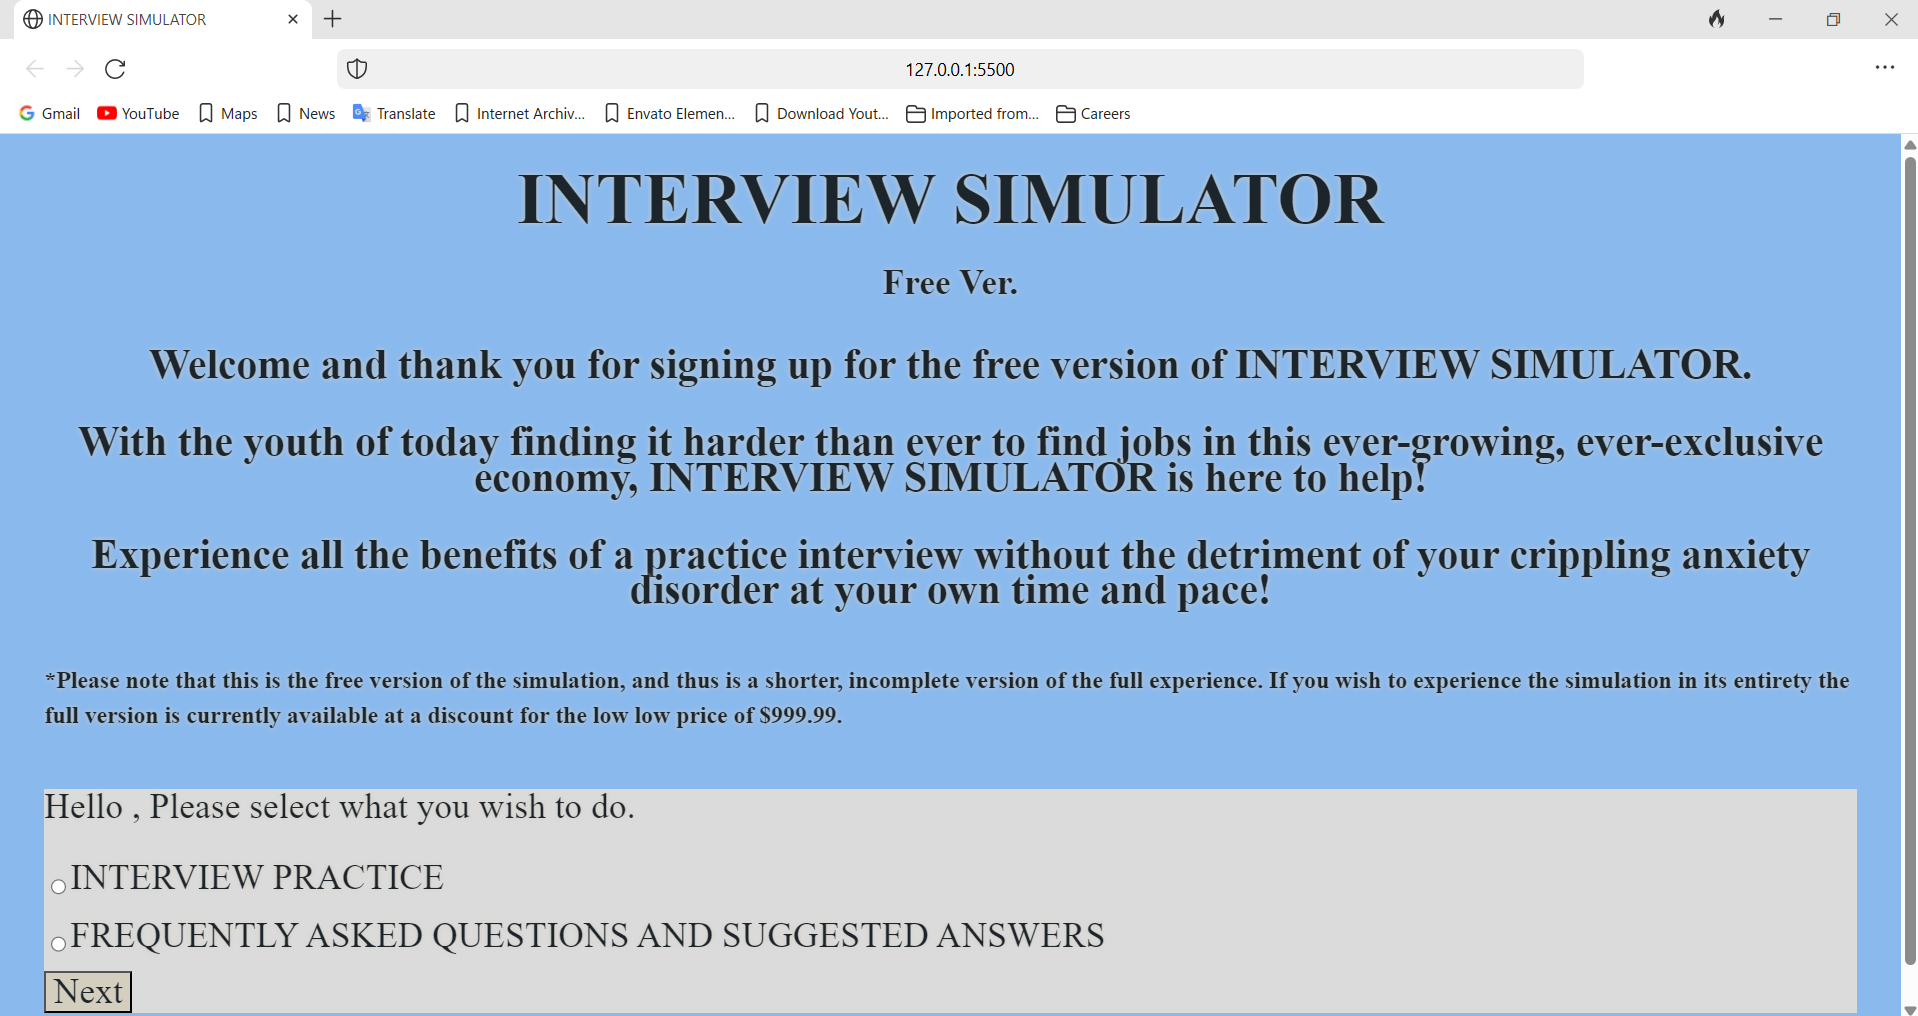 INTERVIEW SIMULATOR
127.0.0.1:5500
Gmail YouTube Maps News Translate Internet Archiv... Envato Elemen... Download Yout... Imported from... Careers
INTERVIEW SIMULATOR
Free Ver.
Welcome and thank you for signing up for the free version of INTERVIEW SIMULATOR.
With the youth of today finding it harder than ever to find jobs in this ever-growing, ever-exclusive
economy, INTERVIEW SIMULATOR is here to help!
Experience all the benefits of a practice interview without the detriment of your crippling anxiety
disorder at your own time and pace!
*Please note that this is the free version of the simulation, and thus is a shorter, incomplete version of the full experience. If you wish to experience the simulation in its entirety the
full version is currently available at a discount for the low low price of $999.99.
Hello , Please select what you wish to do.
INTERVIEW PRACTICE
FREQUENTLY ASKED QUESTIONS AND SUGGESTED ANSWERS
Next